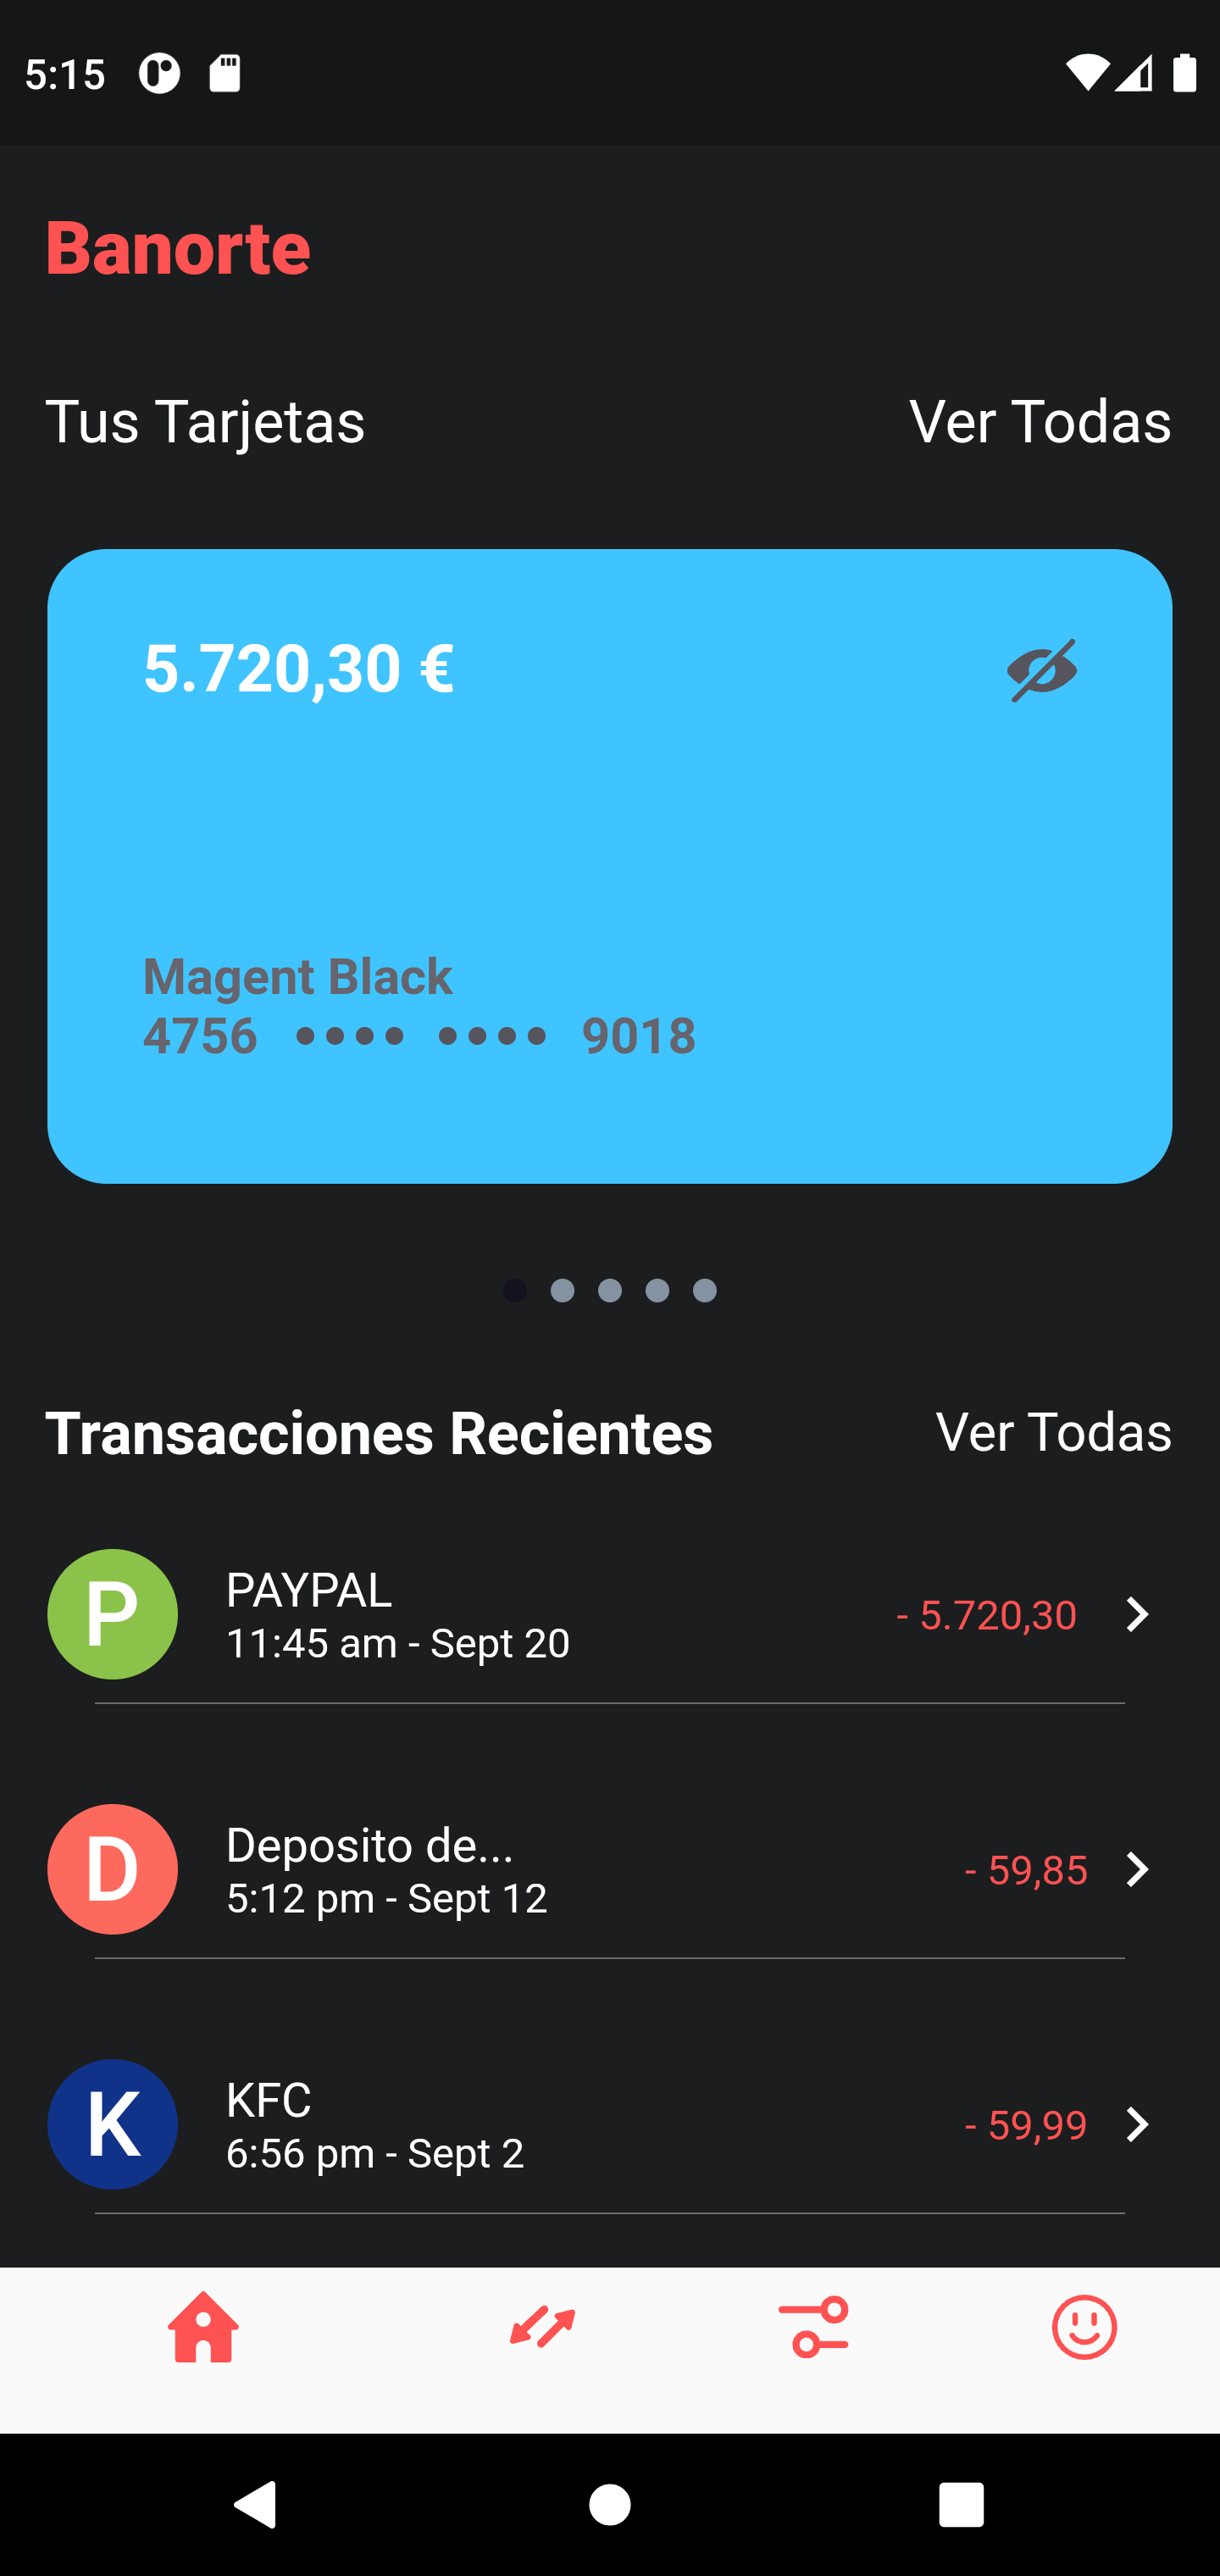 5:15
Banorte
Tus Tarjetas Ver Todas
5.720,30 €
Magent Black
4756 •••• •••• 9018
Transacciones Recientes Ver Todas
P PAYPAL
11:45 am - Sept 20
- 5.720,30
D Deposito de...
5:12 pm - Sept 12
- 59,85
K KFC
6:56 pm - Sept 2
- 59,99